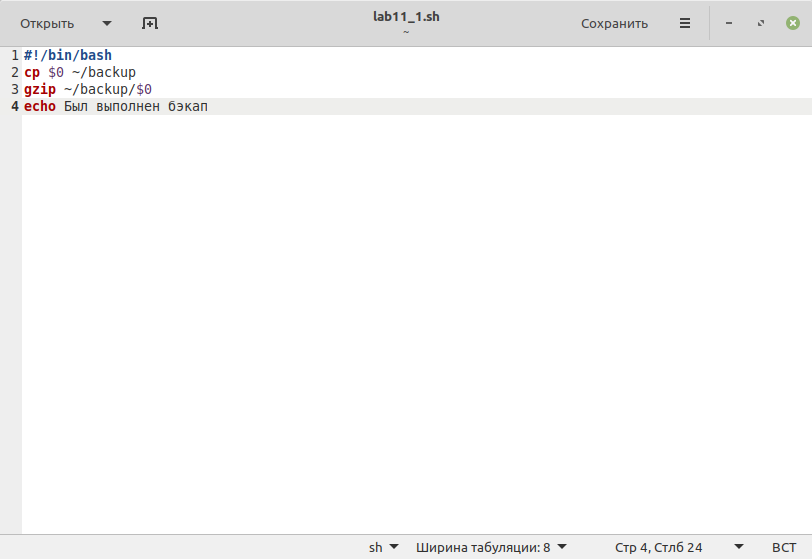 Открыть
lab11_1.sh
~
Сохранить
1 #!/bin/bash
2 cp $0 ~/backup
3 gzip ~/backup/$0
4 echo Был выполнен бэкап
sh Ширина табуляции: 8 Стр 4, Стлб 24 ВСТ